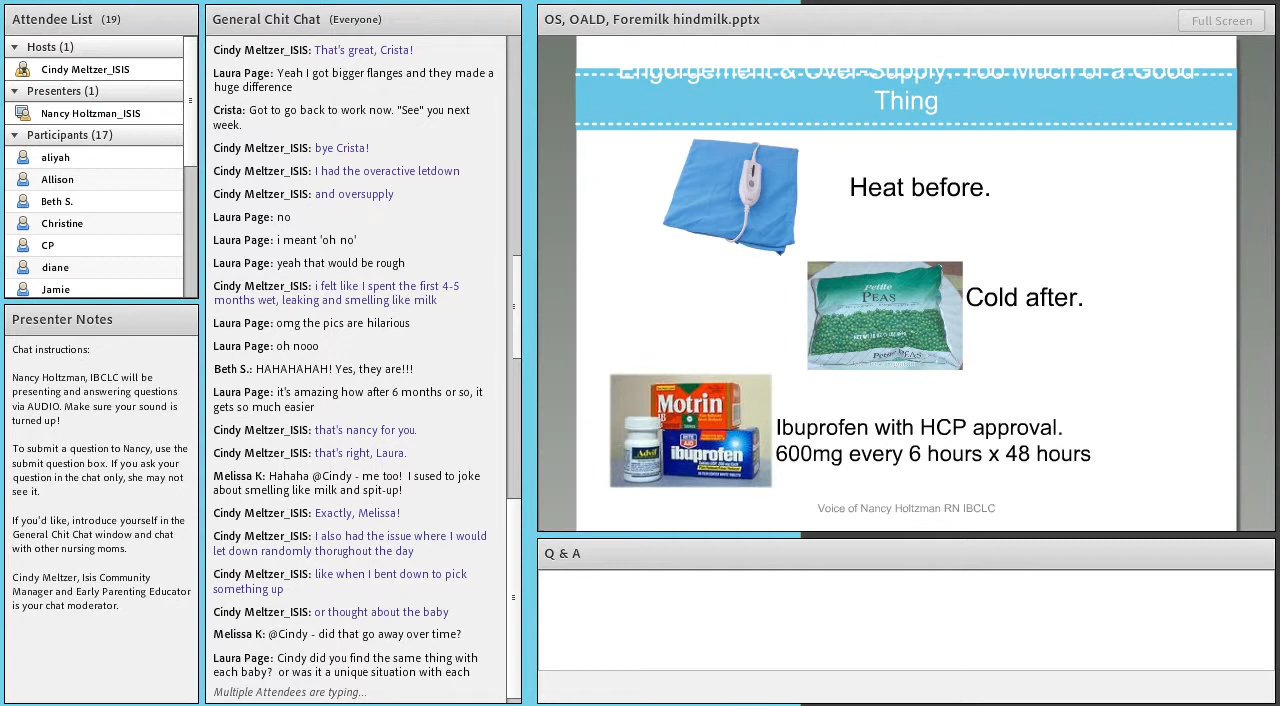 Attendee List (19)
Hosts (1)
Cindy Meltzer_ISIS
Presenters (1)
Nancy Holtzman_ISIS
Participants (17)
aliyah
Allison
Beth S.
Christine
CP
diane
Jamie
Presenter Notes
Chat instructions:
Nancy Holtzman, IBCLC will be
presenting and answering questions
via AUDIO. Make sure your sound is
turned up!
To submit a question to Nancy, use the
submit question box. If you ask your
question in the chat only, she may not
see it.
If you'd like, introduce yourself in the
General Chit Chat window and chat
with other nursing moms.
Cindy Meltzer, Isis Community
Manager and Early Parenting Educator
is your chat moderator.
General Chit Chat (Everyone)
Cindy Meltzer_ISIS: That's great, Crista!
Laura Page: Yeah I got bigger flanges and they made a
huge difference
Crista: Got to go back to work now. "See" you next
week.
Cindy Meltzer_ISIS: bye Crista!
Cindy Meltzer_ISIS: I had the overactive letdown
Cindy Meltzer_ISIS: and oversupply
Laura Page: no
Laura Page: i meant 'oh no'
Laura Page: yeah that would be rough
Cindy Meltzer_ISIS: i felt like I spent the first 4-5
months wet, leaking and smelling like milk
Laura Page: omg the pics are hilarious
Laura Page: oh nooo
Beth S.: HAHAHAHAH! Yes, they are!!!
Laura Page: it's amazing how after 6 months or so, it
gets so much easier
Cindy Meltzer_ISIS: that's nancy for you.
Cindy Meltzer_ISIS: that's right, Laura.
Melissa K: Hahaha @Cindy - me too! I sused to joke
about smelling like milk and spit-up!
Cindy Meltzer_ISIS: Exactly, Melissa!
Cindy Meltzer_ISIS: I also had the issue where I would
let down randomly thorughout the day
Cindy Meltzer_ISIS: like when I bent down to pick
something up
Cindy Meltzer_ISIS: or thought about the baby
Melissa K: @Cindy - did that go away over time?
Laura Page: Cindy did you find the same thing with
each baby? or was it a unique situation with each
Multiple Attendees are typing...
OS, OALD, Foremilk hindmilk.pptx
Full Screen
Engorgement & Over-Supply, Too Much of a Good
Thing
Heat before.
Petite
PEAS
Petite PEAS
Cold after.
Motrin
IB
Advil
RITE AID
ibuprofen
Ibuprofen with HCP approval.
600mg every 6 hours x 48 hours
Voice of Nancy Holtzman RN IBCLC
Q & A